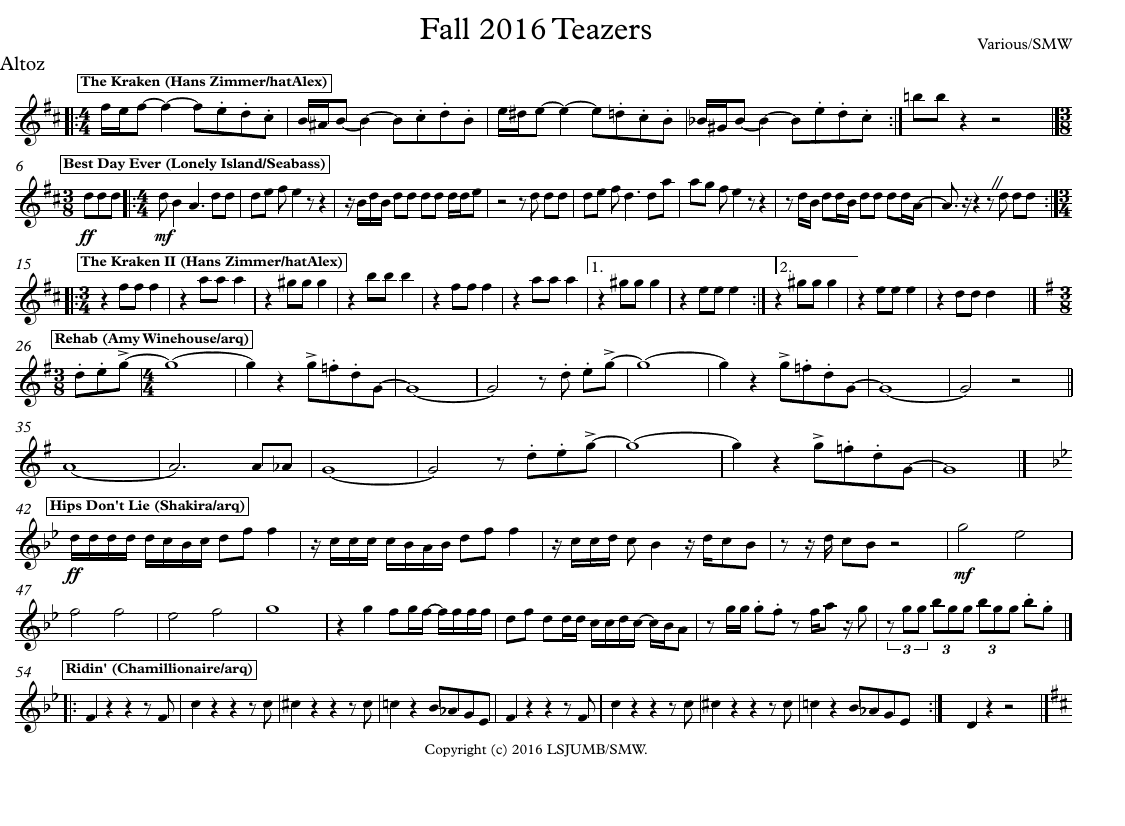 Fall 2016 Teazers
Various/SMW
Altoz
The Kraken (Hans Zimmer/hatAlex)
6
Best Day Ever (Lonely Island/Seabass)
ff
mf
15
The Kraken II (Hans Zimmer/hatAlex)
1.
2.
26
Rehab (Amy Winehouse/arq)
35
42
Hips Don't Lie (Shakira/arq)
ff
mf
47
3
3
3
54
Ridin' (Chamillionaire/arq)
Copyright (c) 2016 LSJUMB/SMW.